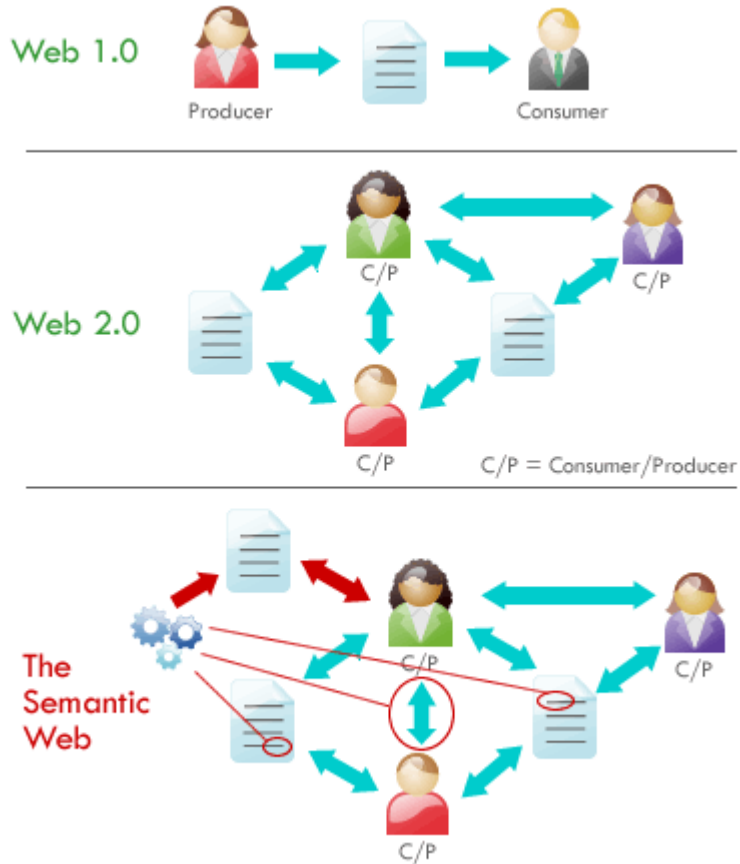 Web 1.0
Producer
Consumer
C/P
C/P
Web 2.0
C/P
C/P = Consumer/Producer
C/P
C/P
The
Semantic
Web
C/P